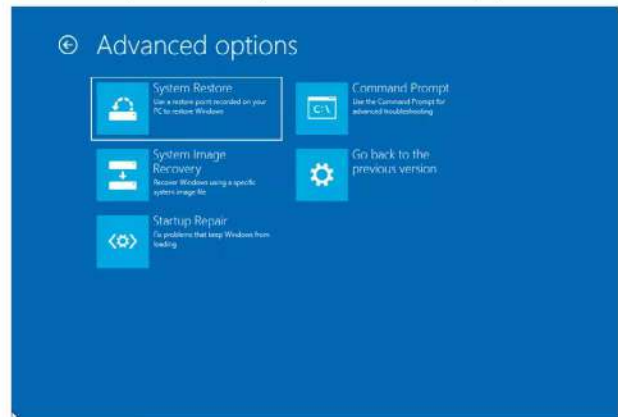 Advanced options
System Restore
Use a restore point recorded on your
PC to restore Windows
System Image
Recovery
Recover Windows using a specific
system image file
Startup Repair
Fix problems that keep Windows from
loading
Command Prompt
Use the Command Prompt for
advanced troubleshooting
C:\
Go back to the
previous version